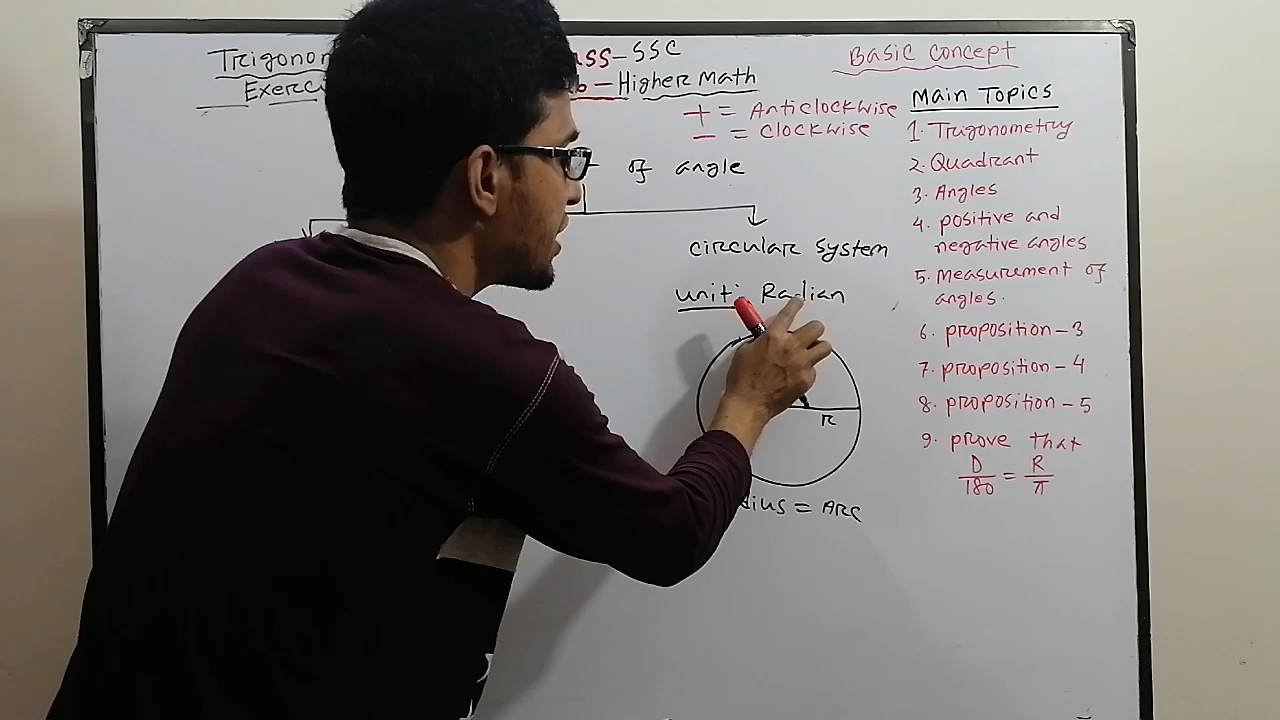 Trigonom
Exerci
SSC
Higher Math
+ = Anticlockwise
— = Clockwise
of angle
circular system
unit: Radian
R
dius = Arc
Basic Concept
Main Topics
1. Trigonometry
2. Quadrant
3. Angles
4. positive and
negative angles
5. Measurement of
angles.
6. proposition - 3
7. proposition - 4
8. proposition - 5
9. prove that
D/180 = R/π